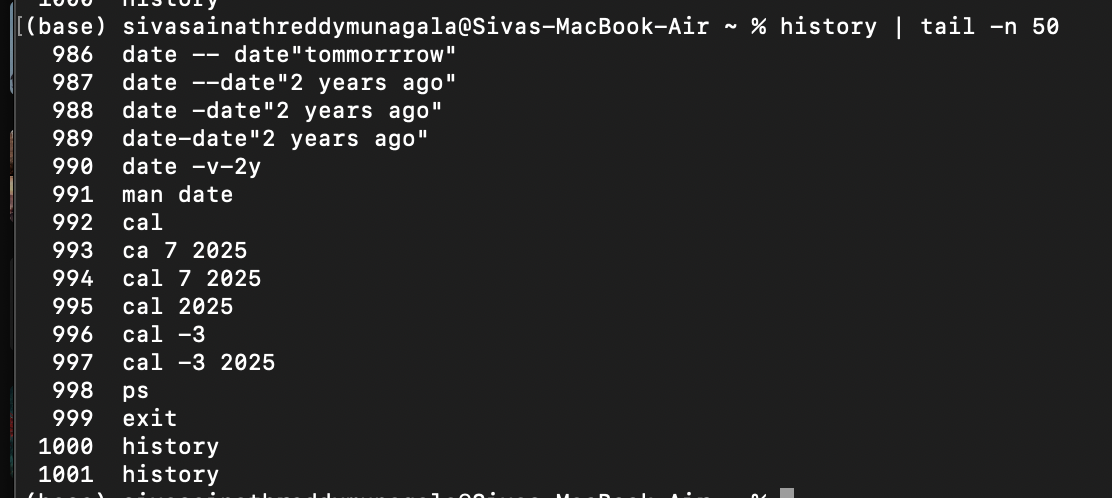 1000  history
[(base) sivasainathreddymunagala@Sivas-MacBook-Air ~ % history | tail -n 50
  986  date -- date"tommorrrow"
  987  date --date"2 years ago"
  988  date -date"2 years ago"
  989  date-date"2 years ago"
  990  date -v-2y
  991  man date
  992  cal
  993  ca 7 2025
  994  cal 7 2025
  995  cal 2025
  996  cal -3
  997  cal -3 2025
  998  ps
  999  exit
 1000  history
 1001  history
(base) sivasainathreddymunagala@Sivas-MacBook-Air ~ %